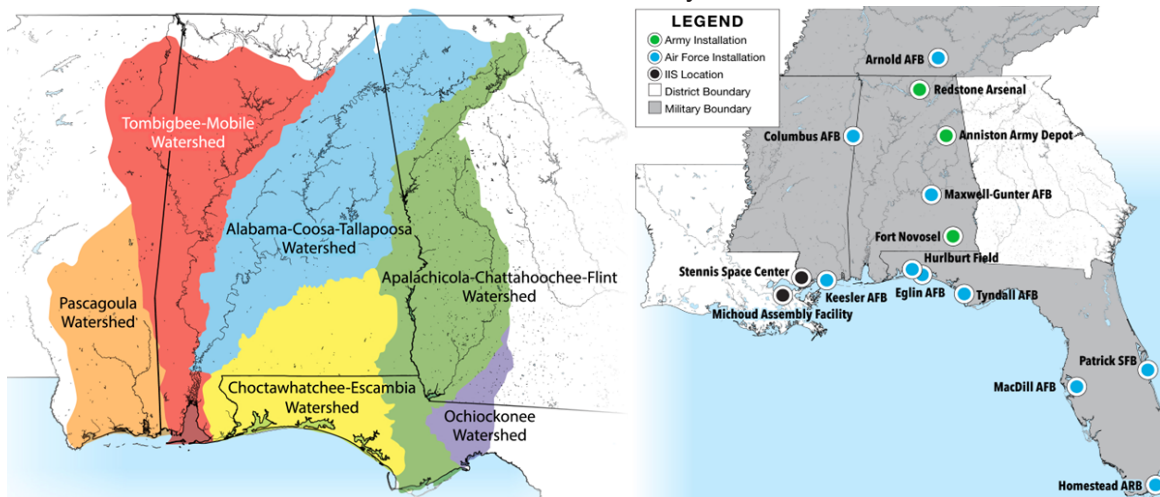 Tombigbee-Mobile
Watershed
Alabama-Coosa-Tallapoosa
Watershed
Apalachicola-Chattahoochee-Flint
Watershed
Pascagoula
Watershed
Choctawhatchee-Escambia
Watershed
Ochiockonee
Watershed
LEGEND
Army Installation
Air Force Installation
IIS Location
District Boundary
Military Boundary
Arnold AFB
Redstone Arsenal
Columbus AFB
Anniston Army Depot
Maxwell-Gunter AFB
Fort Novosel
Hurlburt Field
Stennis Space Center
Keesler AFB
Eglin AFB
Tyndall AFB
Michoud Assembly Facility
Patrick SFB
MacDill AFB
Homestead ARB